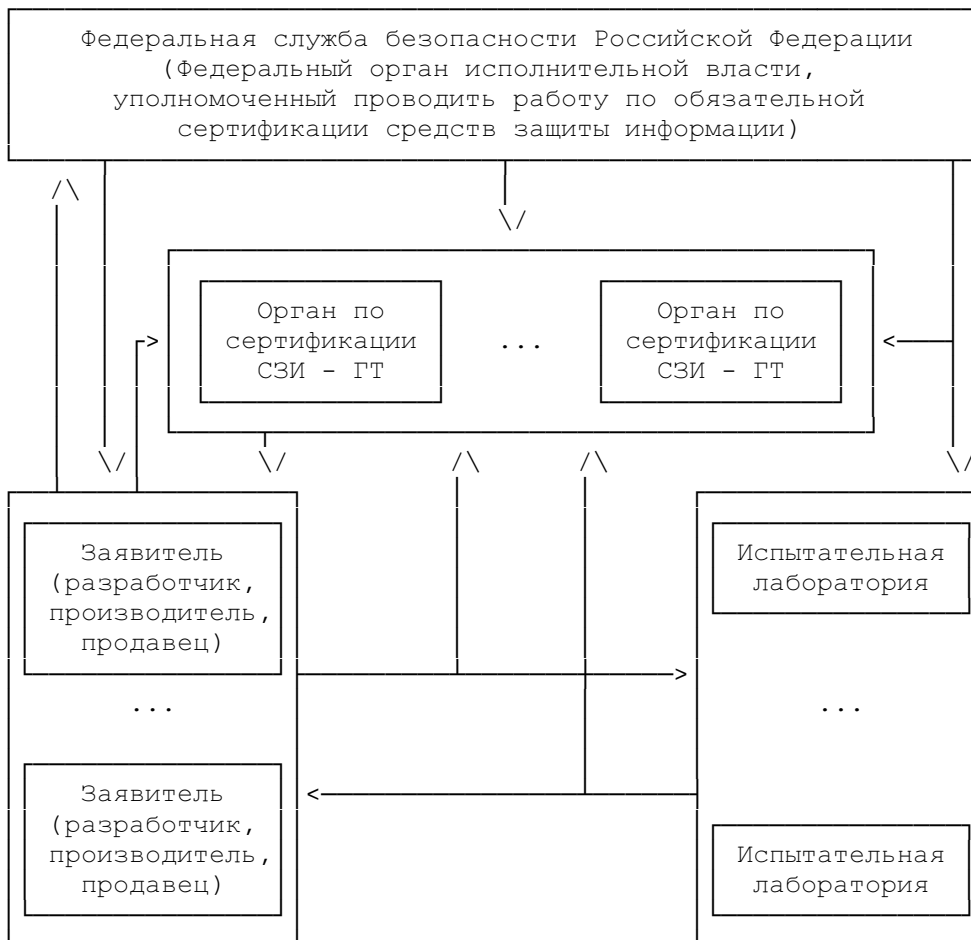 Федеральная служба безопасности Российской Федерации
(Федеральный орган исполнительной власти,
уполномоченный проводить работу по обязательной
сертификации средств защиты информации)
Орган по
сертификации
СЗИ - ГТ
...
Орган по
сертификации
СЗИ - ГТ
Заявитель
(разработчик,
производитель,
продавец)
...
Заявитель
(разработчик,
производитель,
продавец)
Испытательная
лаборатория
...
Испытательная
лаборатория